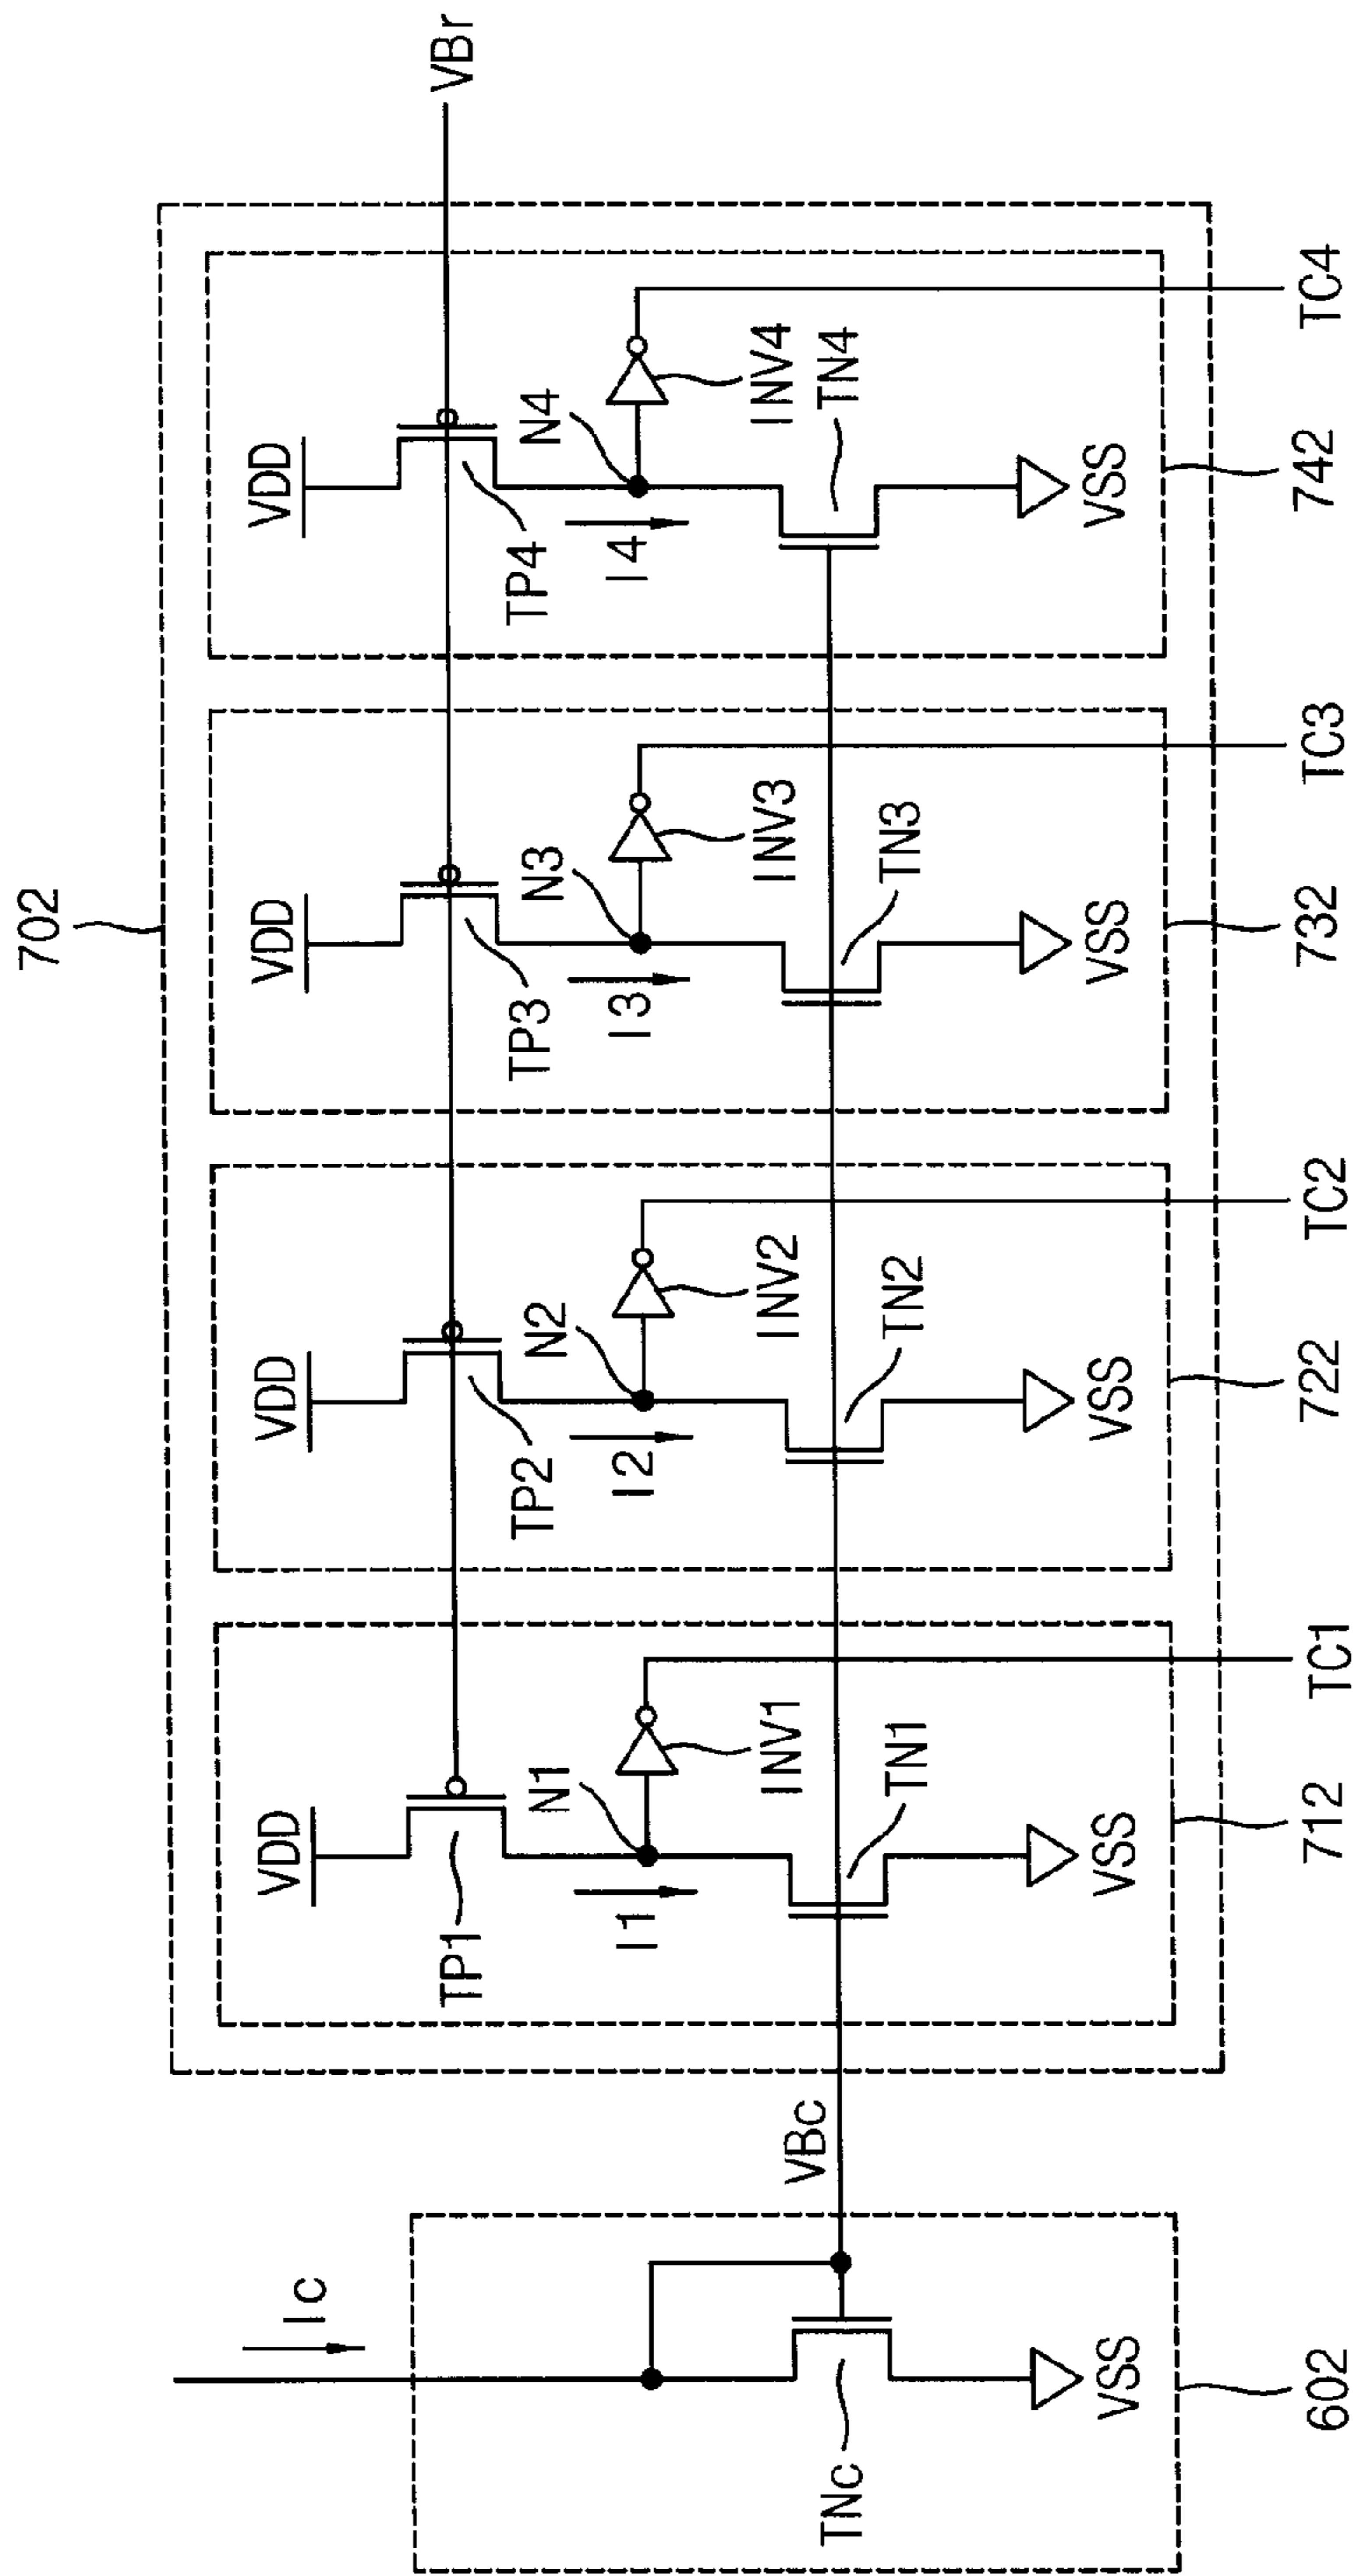 702
VDD
VDD
VDD
VDD
VBr
Ic
TP1
TP2
TP3
TP4
N1
N2
N3
N4
I1
I2
I3
I4
INV1
INV2
INV3
INV4
VBc
TNc
TN1
TN2
TN3
TN4
VSS
VSS
VSS
VSS
VSS
602
712
TC1
722
TC2
732
TC3
742
TC4